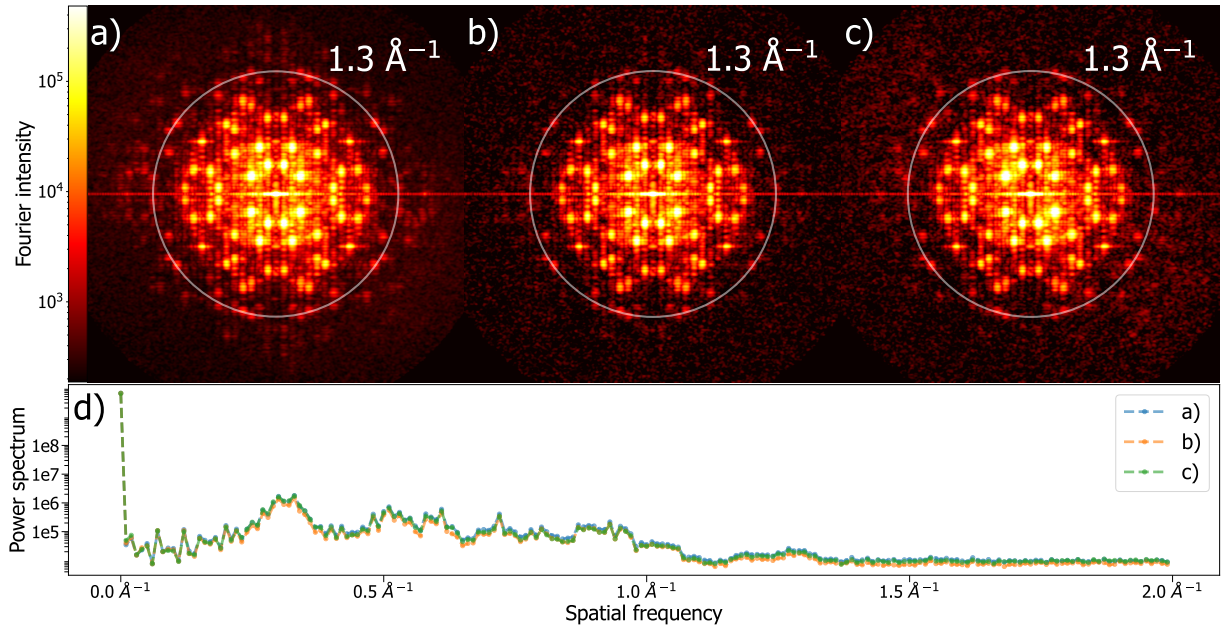 a)
1.3 Å⁻¹
b)
1.3 Å⁻¹
c)
1.3 Å⁻¹
Fourier intensity
10⁵
10⁴
10³
d)
Power spectrum
1e8
1e7
1e6
1e5
a)
b)
c)
0.0 Å⁻¹
0.5 Å⁻¹
1.0 Å⁻¹
1.5 Å⁻¹
2.0 Å⁻¹
Spatial frequency